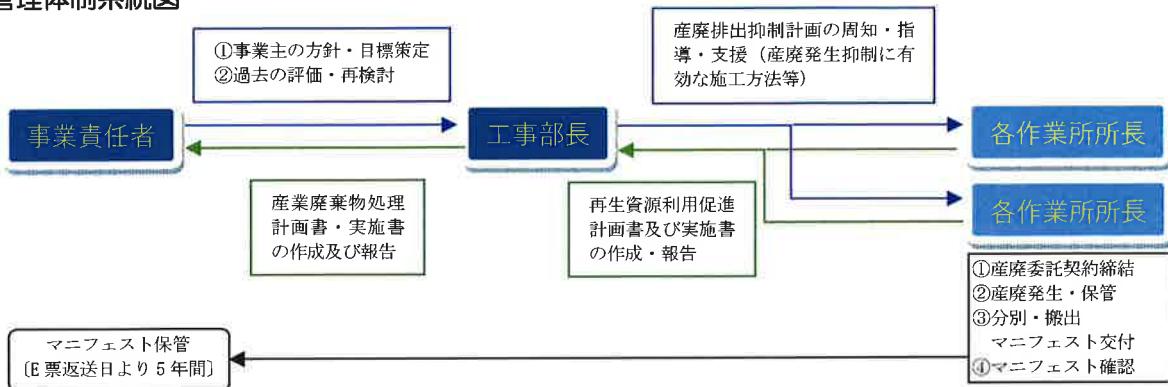 管理体制系統図
①事業主の方針・目標策定
②過去の評価・再検討
産廃排出抑制計画の周知・指
導・支援（産廃発生抑制に有
効な施工方法等）
事業責任者
工事部長
各作業所所長
各作業所所長
産業廃棄物処理
計画書・実施書
の作成及び報告
再生資源利用促進
計画書及び実施書
の作成・報告
①産廃委託契約締結
②産廃発生・保管
③分別・搬出
マニフェスト交付
④マニフェスト確認
マニフェスト保管
〔E 票返送日より 5 年間〕